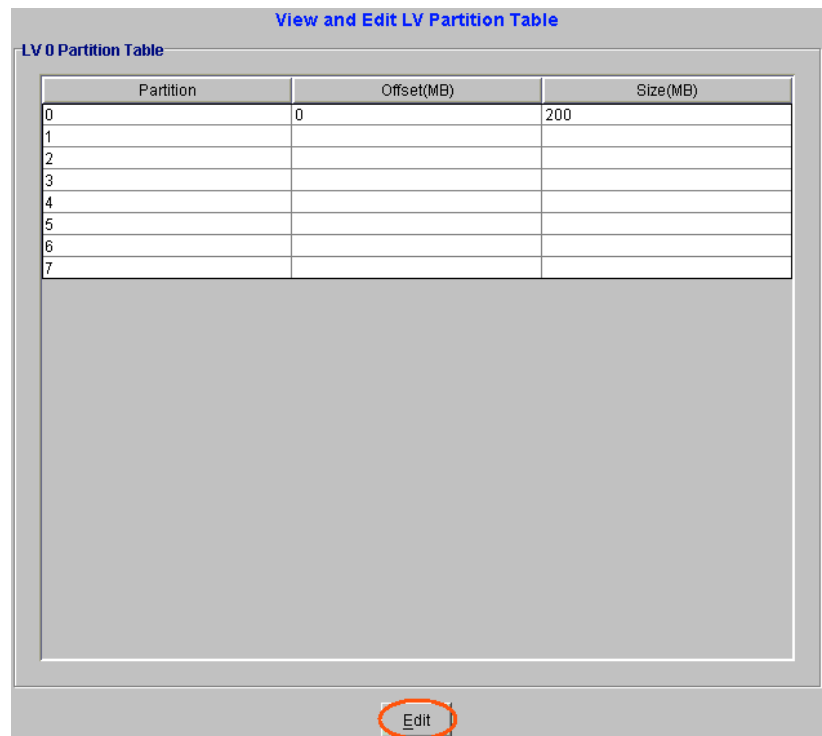 View and Edit LV Partition Table
LV 0 Partition Table
Partition Offset(MB) Size(MB)
0 0 200
1
2
3
4
5
6
7
Edit